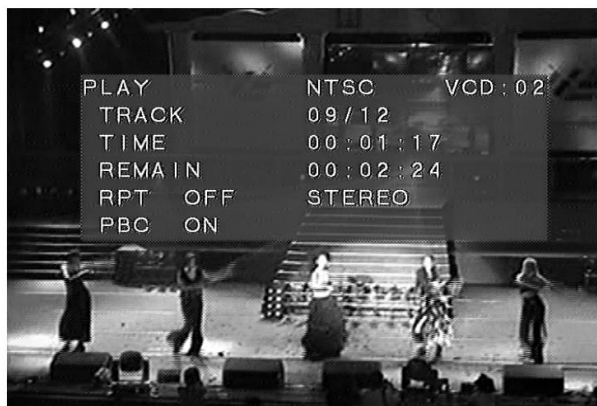 PLAY NTSC VCD:02
TRACK 09/12
TIME 00:01:17
REMAIN 00:02:24
RPT OFF STEREO
PBC ON